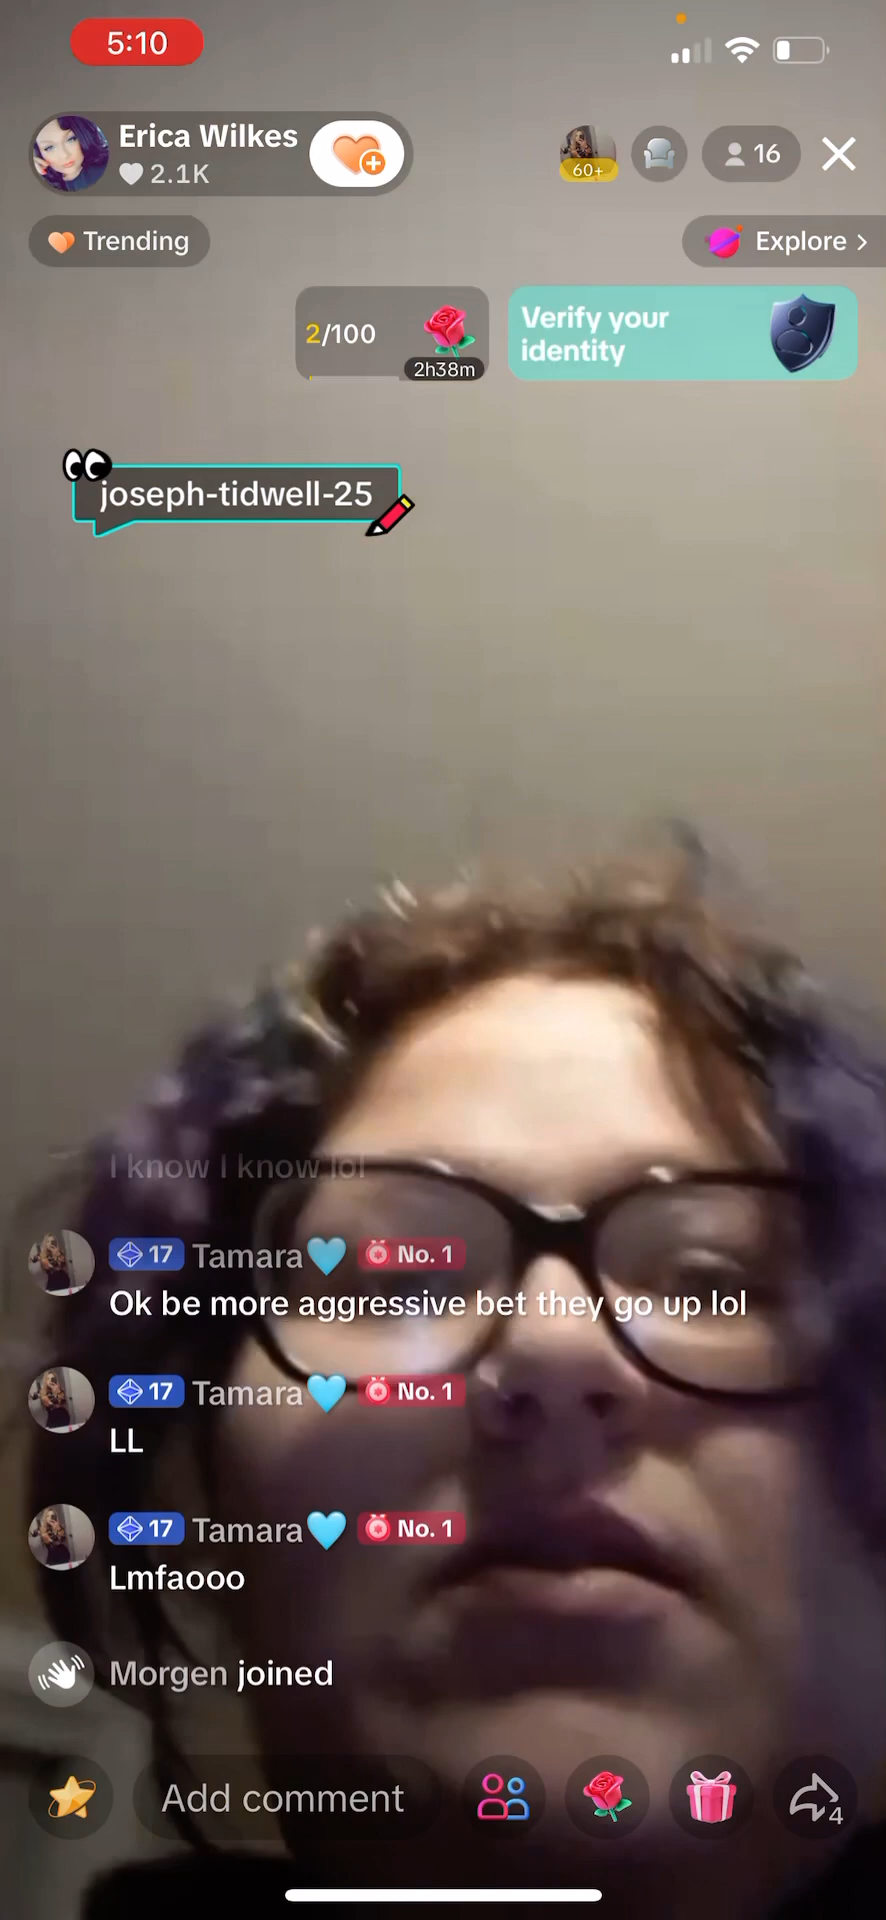 5:10
Erica Wilkes
2.1K
60+
16
Trending
Explore >
2/100
2h38m
Verify your
identity
joseph-tidwell-25
I know I know lol
17 Tamara🩵 No. 1
Ok be more aggressive bet they go up lol
17 Tamara🩵 No. 1
LL
17 Tamara🩵 No. 1
Lmfaooo
Morgen joined
Add comment
4